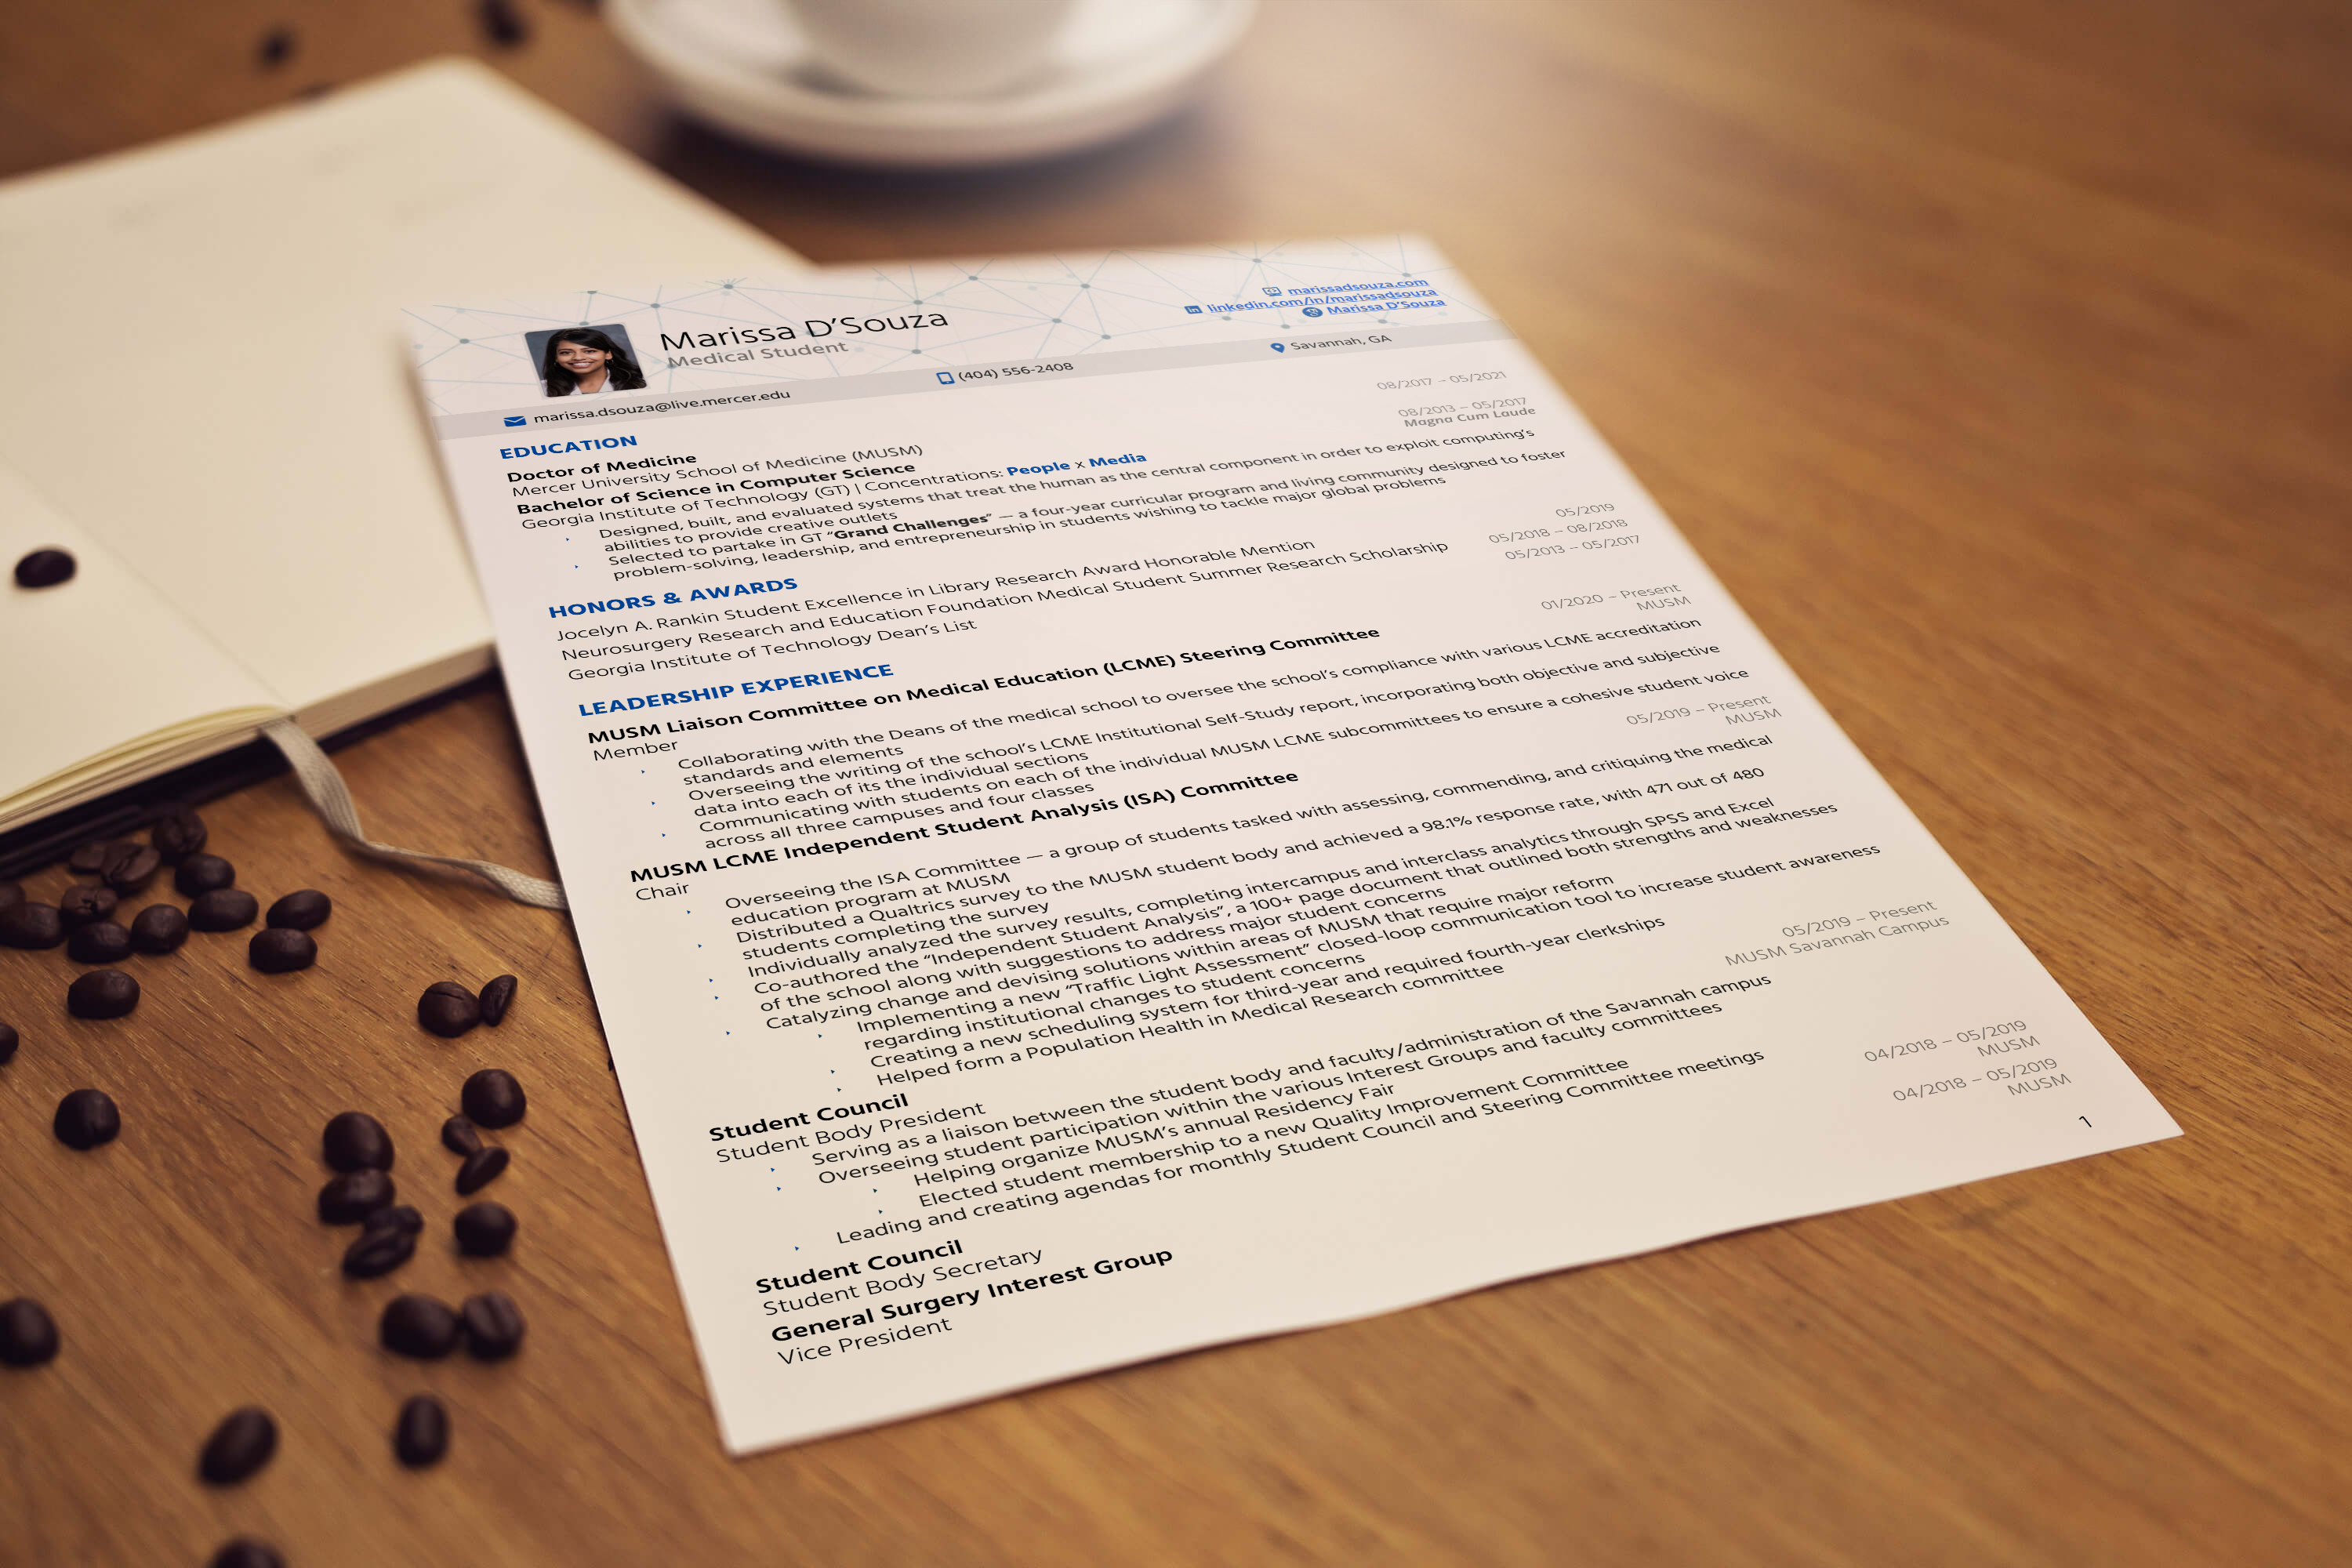 Marissa D'Souza
Medical Student
marissadsouza.com
linkedin.com/in/marissadsouza
Marissa D'Souza
marissa.dsouza@live.mercer.edu
(404) 556-2408
Savannah, GA
EDUCATION
Doctor of Medicine
08/2017 – 05/2021
Mercer University School of Medicine (MUSM)
Bachelor of Science in Computer Science
08/2013 – 05/2017
Georgia Institute of Technology (GT) | Concentrations: People x Media
Magna Cum Laude
Designed, built, and evaluated systems that treat the human as the central component in order to exploit computing's
abilities to provide creative outlets
Selected to partake in GT "Grand Challenges" — a four-year curricular program and living community designed to foster
problem-solving, leadership, and entrepreneurship in students wishing to tackle major global problems
HONORS & AWARDS
Jocelyn A. Rankin Student Excellence in Library Research Award Honorable Mention
05/2019
Neurosurgery Research and Education Foundation Medical Student Summer Research Scholarship
05/2018 – 08/2018
Georgia Institute of Technology Dean's List
05/2013 – 05/2017
LEADERSHIP EXPERIENCE
MUSM Liaison Committee on Medical Education (LCME) Steering Committee
01/2020 – Present
Member
MUSM
Collaborating with the Deans of the medical school to oversee the school's compliance with various LCME accreditation
standards and elements
Overseeing the writing of the school's LCME Institutional Self-Study report, incorporating both objective and subjective
data into each of its the individual sections
Communicating with students on each of the individual MUSM LCME subcommittees to ensure a cohesive student voice
across all three campuses and four classes
MUSM LCME Independent Student Analysis (ISA) Committee
05/2019 – Present
Chair
MUSM
Overseeing the ISA Committee — a group of students tasked with assessing, commending, and critiquing the medical
education program at MUSM
Distributed a Qualtrics survey to the MUSM student body and achieved a 98.1% response rate, with 471 out of 480
students completing the survey
Individually analyzed the survey results, completing intercampus and interclass analytics through SPSS and Excel
Co-authored the "Independent Student Analysis", a 100+ page document that outlined both strengths and weaknesses
of the school along with suggestions to address major student concerns
Catalyzing change and devising solutions within areas of MUSM that require major reform
Implementing a new "Traffic Light Assessment" closed-loop communication tool to increase student awareness
regarding institutional changes to student concerns
Creating a new scheduling system for third-year and required fourth-year clerkships
Helped form a Population Health in Medical Research committee
Student Council
05/2019 – Present
Student Body President
MUSM Savannah Campus
Serving as a liaison between the student body and faculty/administration of the Savannah campus
Overseeing student participation within the various Interest Groups and faculty committees
Helping organize MUSM's annual Residency Fair
Elected student membership to a new Quality Improvement Committee
Leading and creating agendas for monthly Student Council and Steering Committee meetings
Student Council
04/2018 – 05/2019
Student Body Secretary
MUSM
General Surgery Interest Group
04/2018 – 05/2019
Vice President
MUSM
1